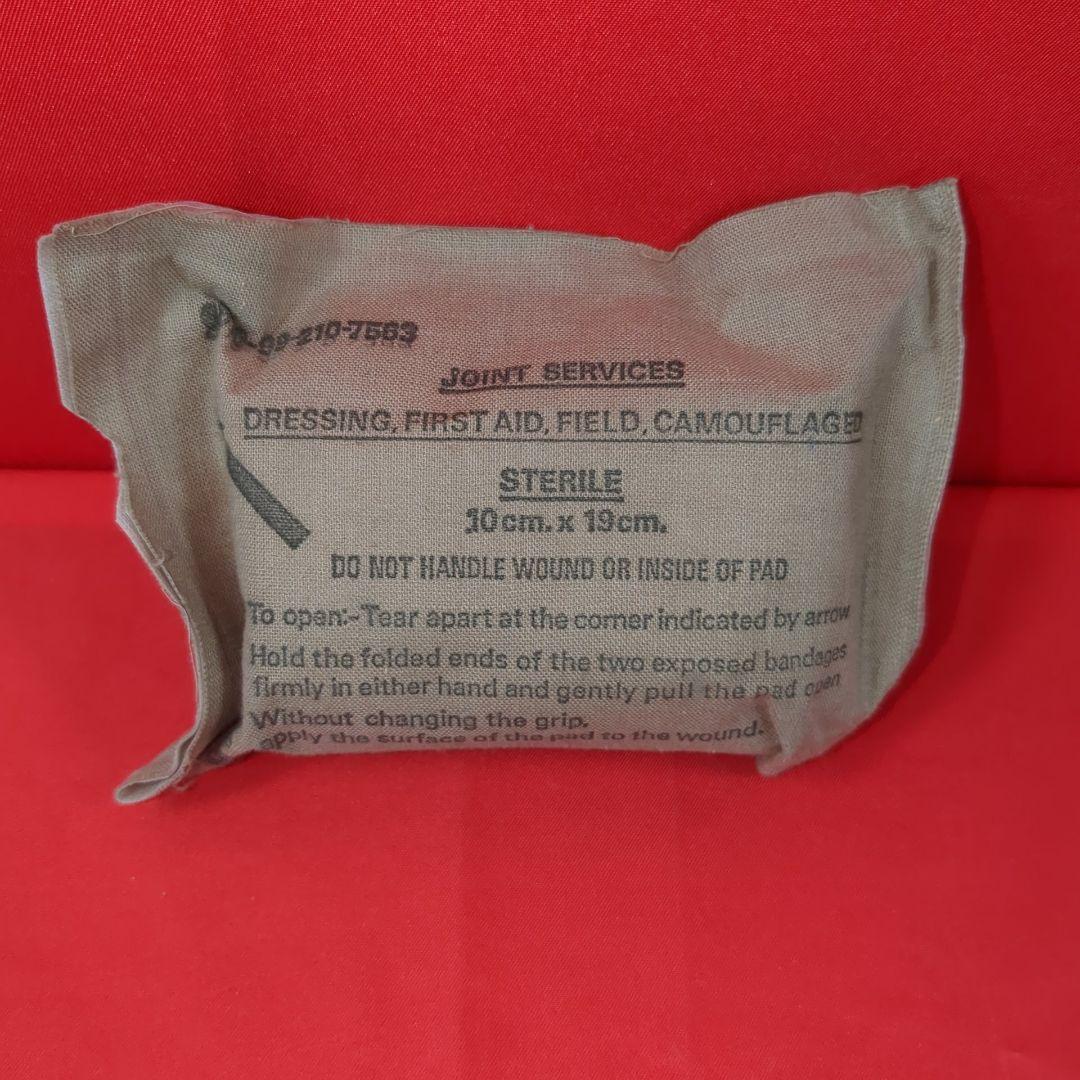 -99-210-7563
JOINT SERVICES
DRESSING, FIRST AID, FIELD, CAMOUFLAGED
STERILE
10cm. x 19cm.
DO NOT HANDLE WOUND OR INSIDE OF PAD
To open:-Tear apart at the corner indicated by arrow
Hold the folded ends of the two exposed bandages
firmly in either hand and gently pull the pad open
Without changing the grip.
apply the surface of the pad to the wound.